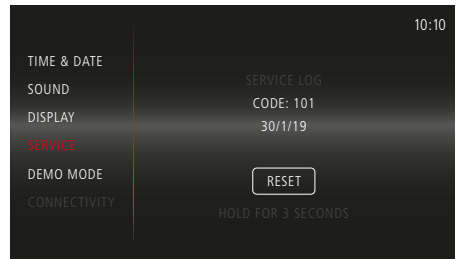 10:10
TIME & DATE
SOUND
DISPLAY
SERVICE
DEMO MODE
CONNECTIVITY
SERVICE LOG
CODE: 101
30/1/19
RESET
HOLD FOR 3 SECONDS